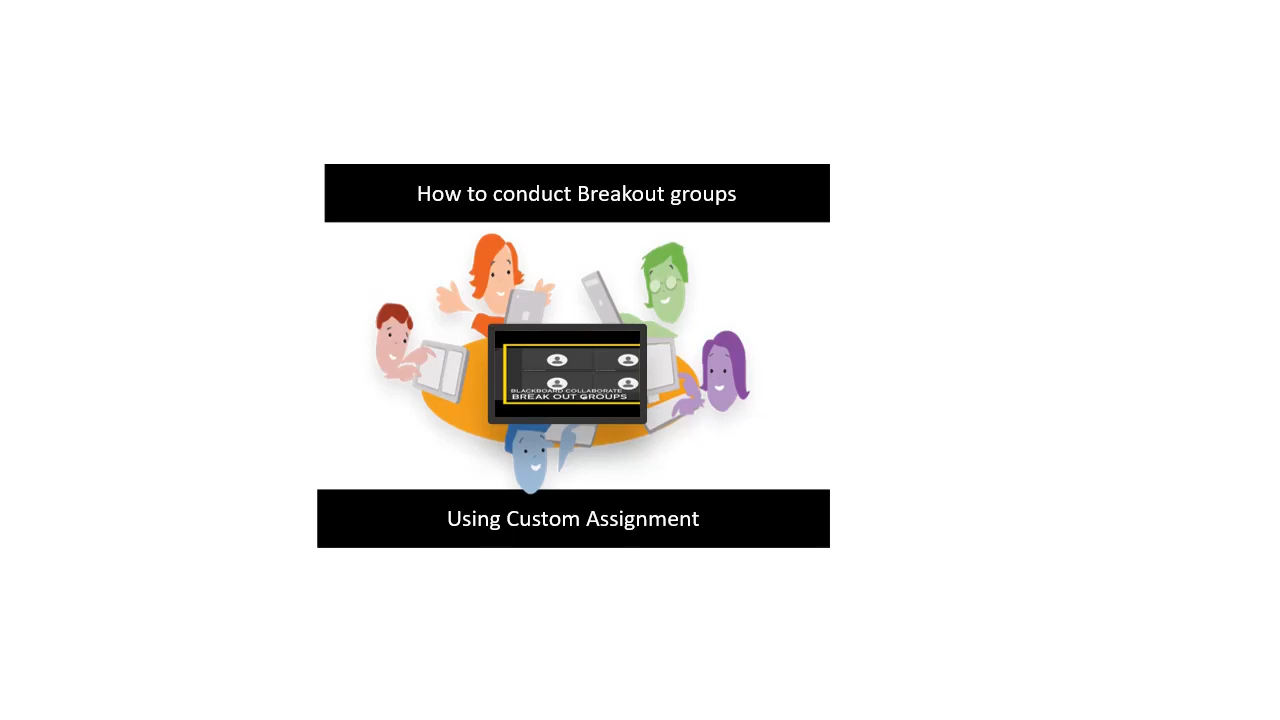 How to conduct Breakout groups
BLACKBOARD COLLABORATE
BREAK OUT GROUPS
Using Custom Assignment